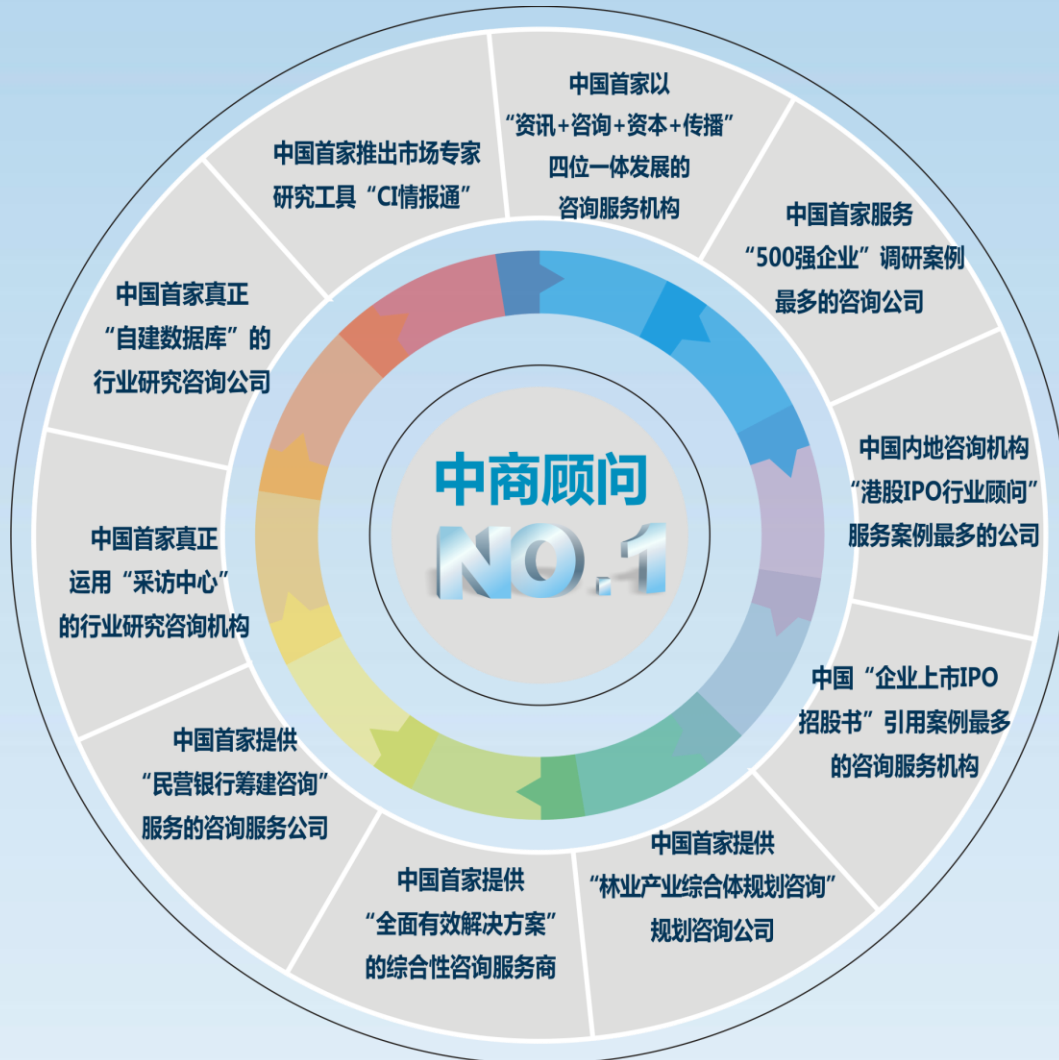 中国首家以
“资讯+咨询+资本+传播”
四位一体发展的
咨询服务机构
中国首家服务
“500强企业”调研案例
最多的咨询公司
中国内地咨询机构
“港股IPO行业顾问”
服务案例最多的公司
中国“企业上市IPO
招股书”引用案例最多
的咨询服务机构
中国首家提供
“林业产业综合体规划咨询”
规划咨询公司
中国首家提供
“全面有效解决方案”
的综合性咨询服务商
中国首家提供
“民营银行筹建咨询”
服务的咨询服务公司
中国首家真正
运用“采访中心”
的行业研究咨询机构
中国首家真正
“自建数据库”的
行业研究咨询公司
中国首家推出市场专家
研究工具“CI情报通”
中商顾问
NO.1